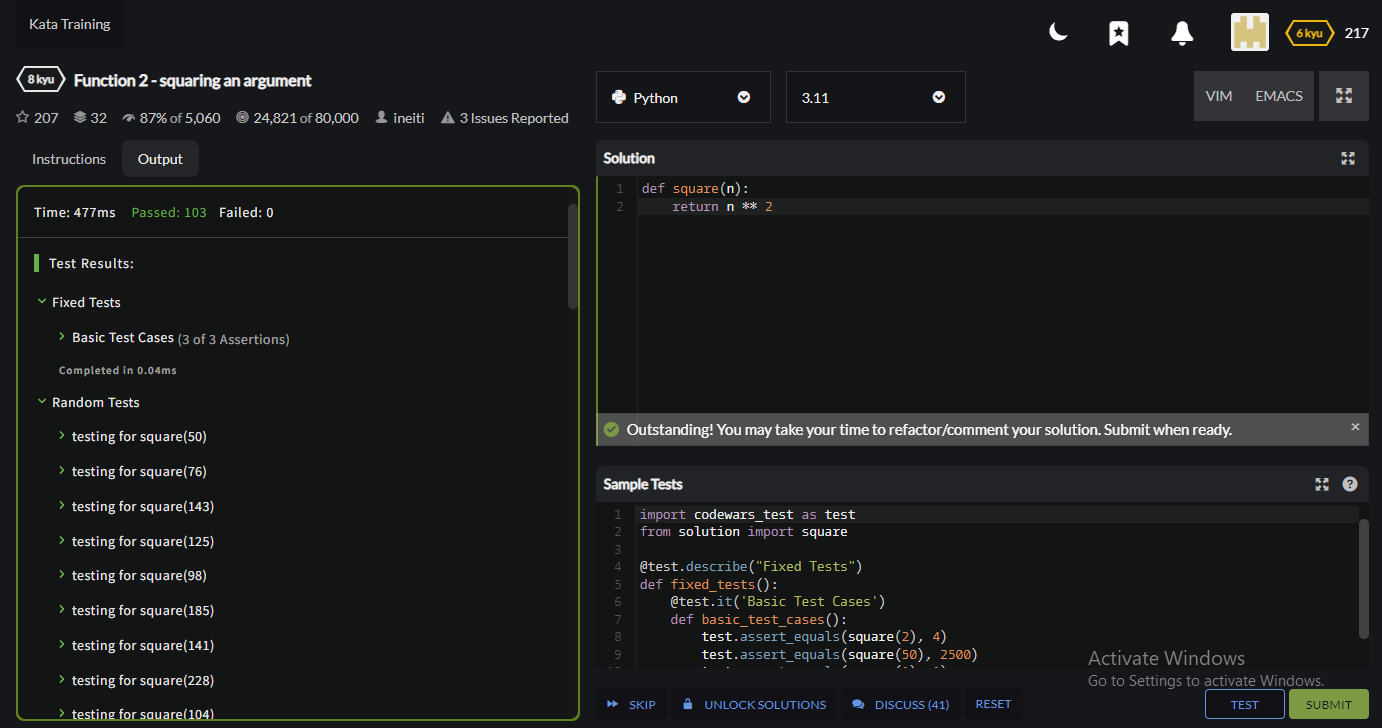 Kata Training
6 kyu 217
8 kyu Function 2 - squaring an argument
207 32 87% of 5,060 24,821 of 80,000 ineiti 3 Issues Reported
Instructions Output
Time: 477ms Passed: 103 Failed: 0
Test Results:
Fixed Tests
Basic Test Cases (3 of 3 Assertions)
Completed in 0.04ms
Random Tests
testing for square(50)
testing for square(76)
testing for square(143)
testing for square(125)
testing for square(98)
testing for square(185)
testing for square(141)
testing for square(228)
testing for square(104)
Python 3.11 VIM EMACS
Solution
1 def square(n):
2 return n ** 2
Outstanding! You may take your time to refactor/comment your solution. Submit when ready.
Sample Tests
1 import codewars_test as test
2 from solution import square
3
4 @test.describe("Fixed Tests")
5 def fixed_tests():
6 @test.it('Basic Test Cases')
7 def basic_test_cases():
8 test.assert_equals(square(2), 4)
9 test.assert_equals(square(50), 2500)
Activate Windows
Go to Settings to activate Windows.
SKIP UNLOCK SOLUTIONS DISCUSS (41) RESET TEST SUBMIT